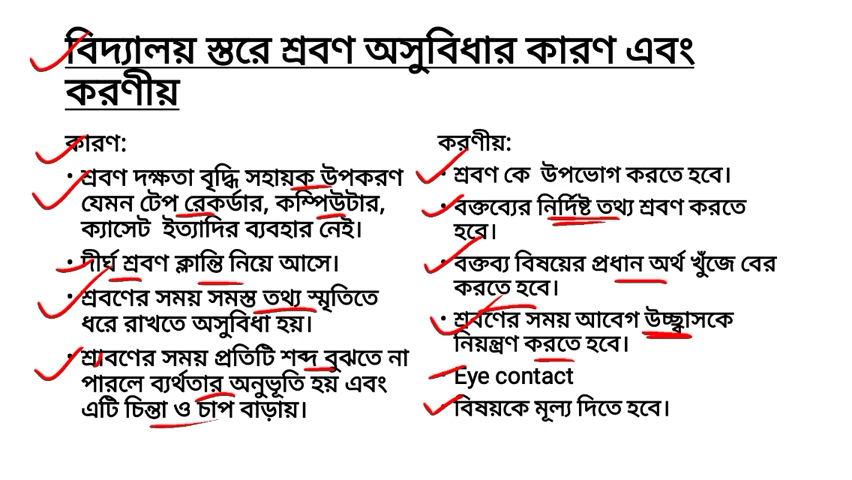 বিদ্যালয় স্তরে শ্রবণ অসুবিধার কারণ এবং
করণীয়
কারণ:
• শ্রবণ দক্ষতা বৃদ্ধি সহায়ক উপকরণ
যেমন টেপ রেকর্ডার, কম্পিউটার,
ক্যাসেট ইত্যাদির ব্যবহার নেই।
• দীর্ঘ শ্রবণ ক্লান্তি নিয়ে আসে।
• শ্রবণের সময় সমস্ত তথ্য স্মৃতিতে
ধরে রাখতে অসুবিধা হয়।
• শ্রাবণের সময় প্রতিটি শব্দ বুঝতে না
পারলে ব্যর্থতার অনুভূতি হয় এবং
এটি চিন্তা ও চাপ বাড়ায়।
করণীয়:
• শ্রবণ কে উপভোগ করতে হবে।
• বক্তব্যের নির্দিষ্ট তথ্য শ্রবণ করতে
হবে।
• বক্তব্য বিষয়ের প্রধান অর্থ খুঁজে বের
করতে হবে।
• শ্রবণের সময় আবেগ উচ্ছ্বাসকে
নিয়ন্ত্রণ করতে হবে।
• Eye contact
• বিষয়কে মূল্য দিতে হবে।